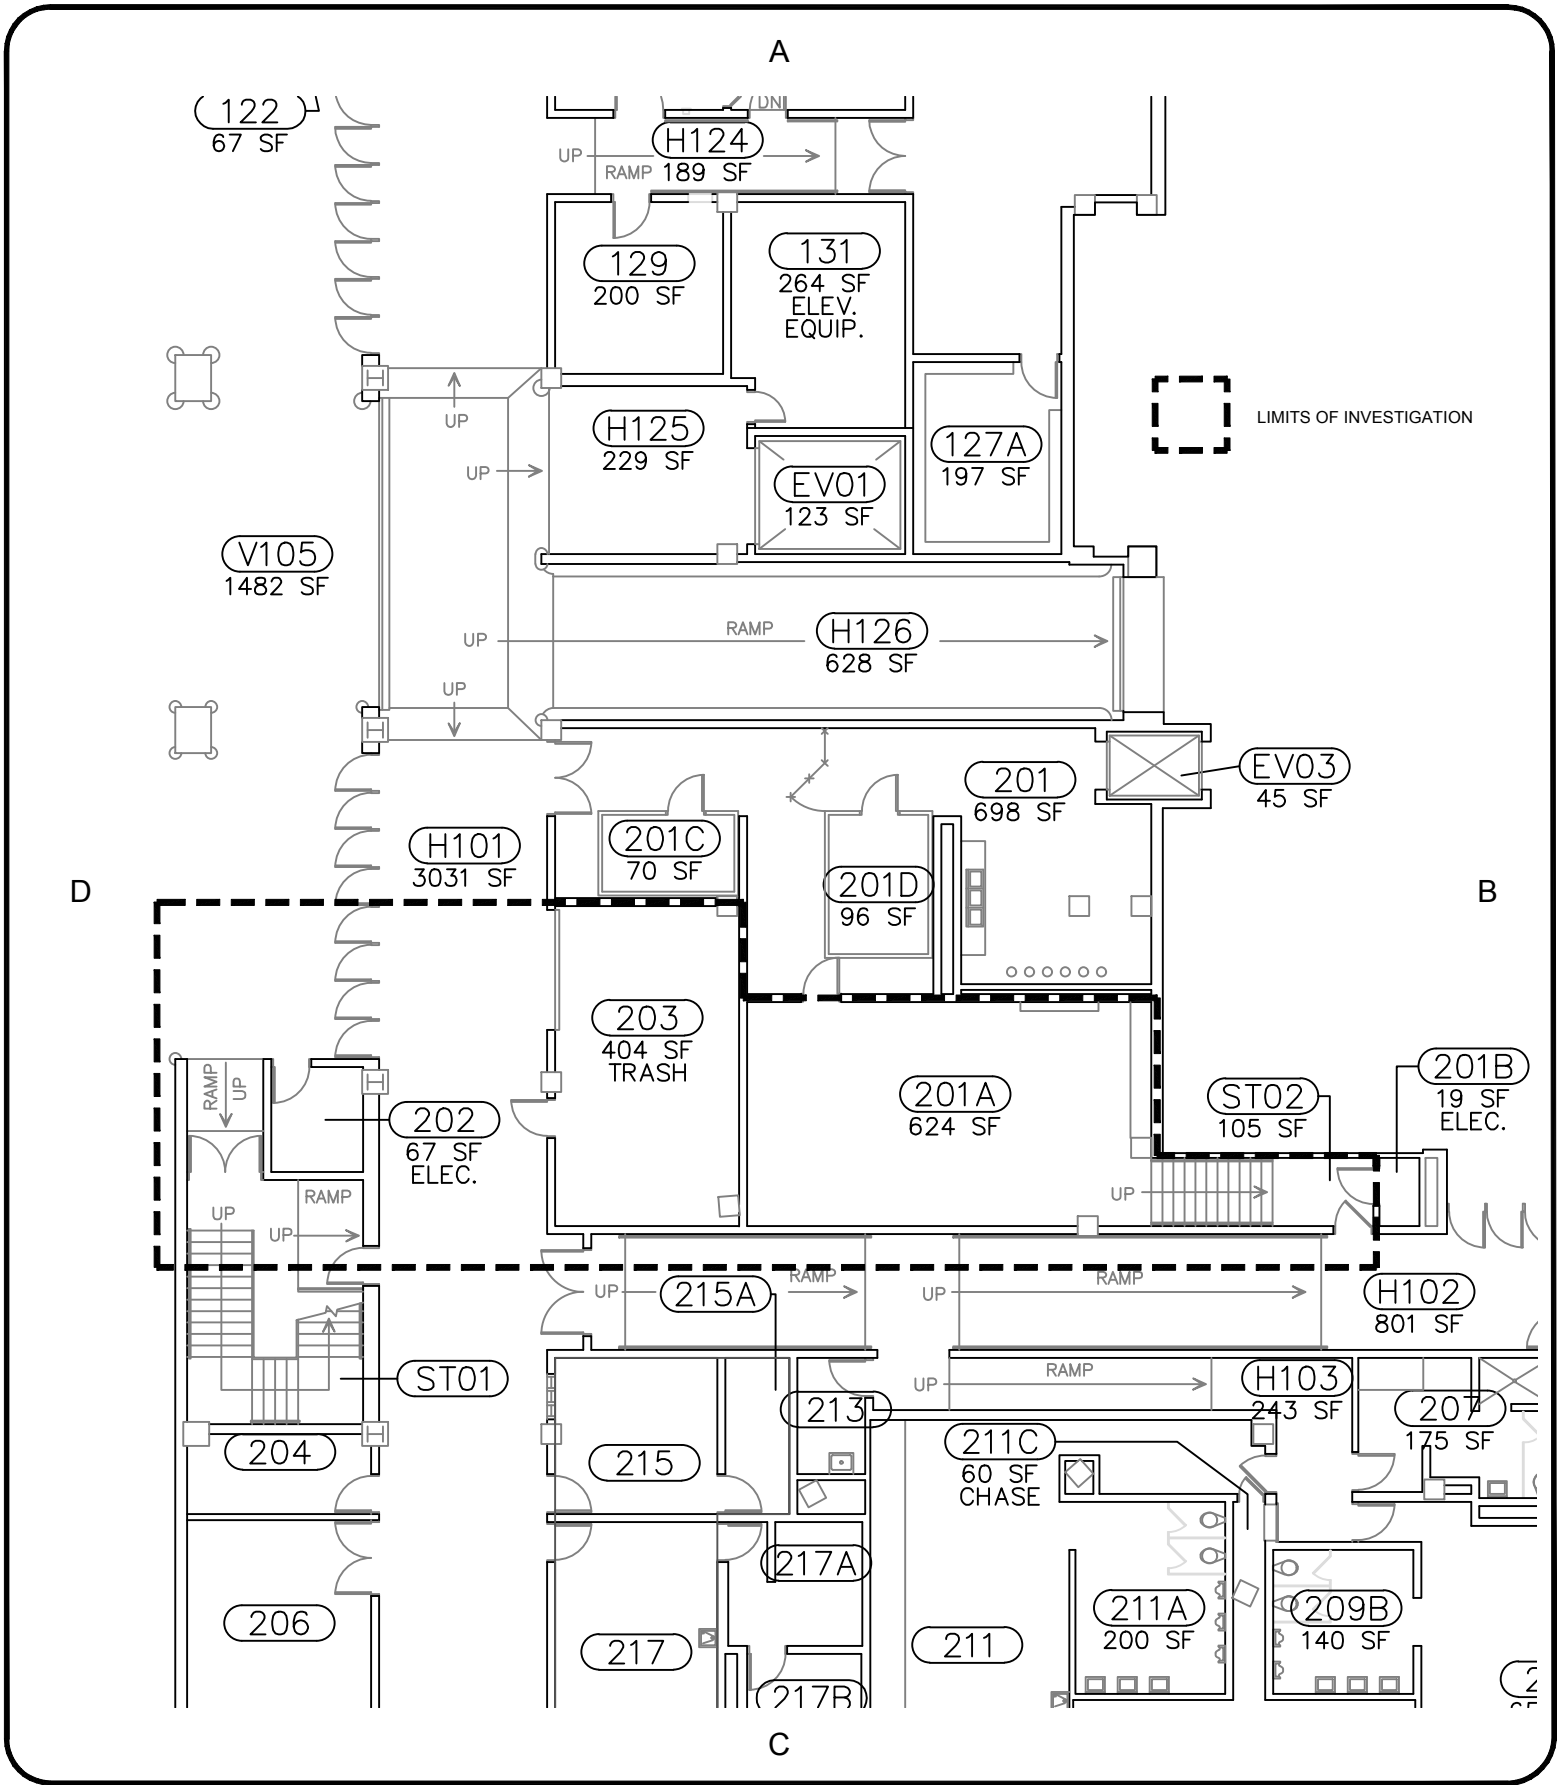 A
122
67 SF
DN
H124
189 SF
UP
RAMP
129
200 SF
131
264 SF
ELEV.
EQUIP.
UP
H125
229 SF
127A
197 SF
LIMITS OF INVESTIGATION
UP
EV01
123 SF
V105
1482 SF
UP
RAMP
H126
628 SF
UP
201
698 SF
EV03
45 SF
H101
3031 SF
201C
70 SF
201D
96 SF
D
B
203
404 SF
TRASH
RAMP
UP
202
67 SF
ELEC.
201A
624 SF
ST02
105 SF
201B
19 SF
ELEC.
UP
RAMP
UP
UP
UP
215A
RAMP
UP
RAMP
H102
801 SF
ST01
213
UP
RAMP
H103
243 SF
207
175 SF
204
215
211C
60 SF
CHASE
217A
206
217
211
211A
200 SF
209B
140 SF
217B
C